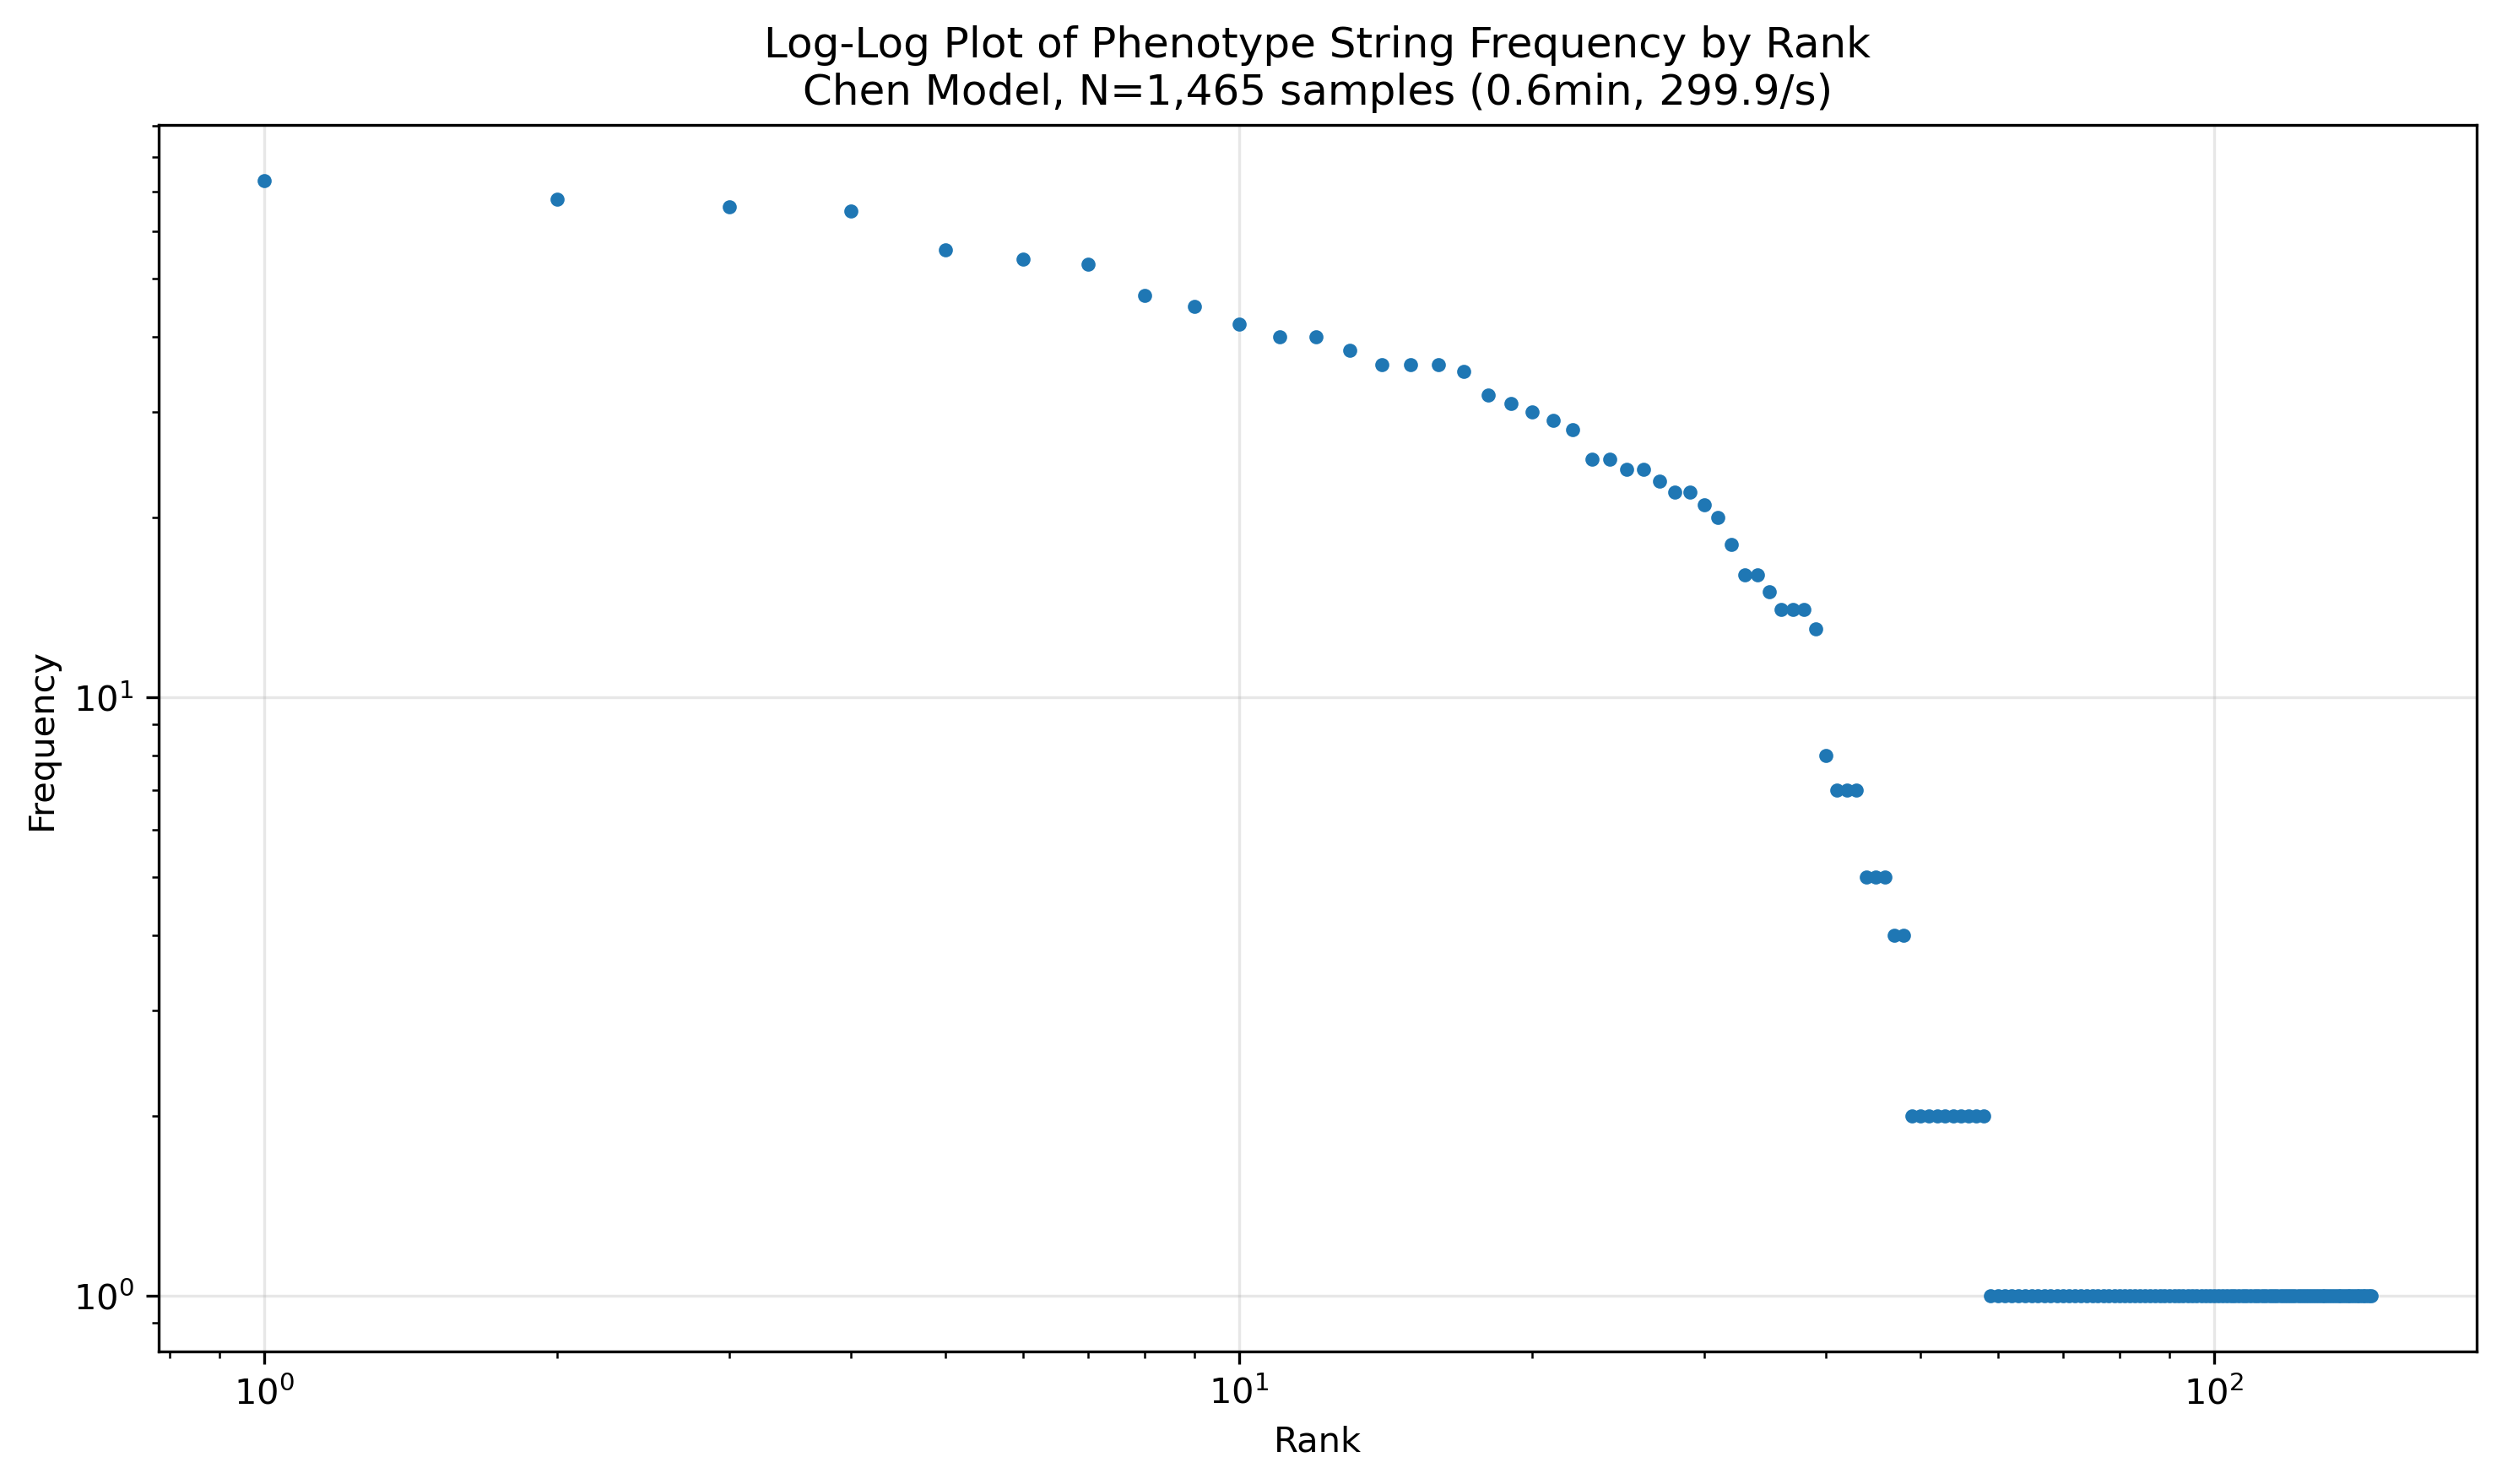 Log-Log Plot of Phenotype String Frequency by Rank
Chen Model, N=1,465 samples (0.6min, 299.9/s)
Frequency
10¹
10⁰
10⁰
10¹
10²
Rank